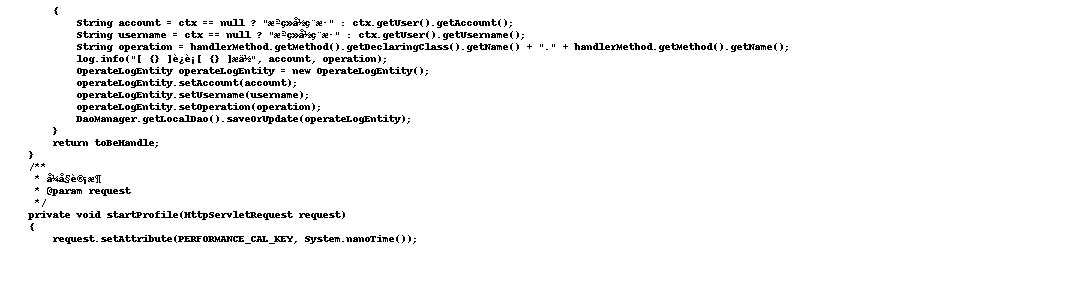 {
String account = ctx == null ? "æªç»å½ç¨æ·" : ctx.getUser().getAccount();
String username = ctx == null ? "æªç»å½ç¨æ·" : ctx.getUser().getUsername();
String operation = handlerMethod.getMethod().getDeclaringClass().getName() + "." + handlerMethod.getMethod().getName();
log.info("[ {} ]è¿è¡[ {} ]æä½", account, operation);
OperateLogEntity operateLogEntity = new OperateLogEntity();
operateLogEntity.setAccount(account);
operateLogEntity.setUsername(username);
operateLogEntity.setOperation(operation);
DaoManager.getLocalDao().saveOrUpdate(operateLogEntity);
}
return toBeHandle;
}
/**
* å¼å§è®¡æ¶
* @param request
*/
private void startProfile(HttpServletRequest request)
{
request.setAttribute(PERFORMANCE_CAL_KEY, System.nanoTime());